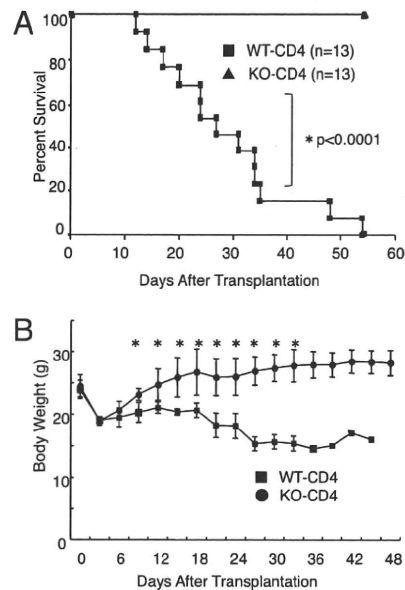 A
Percent Survival
100
80
60
40
20
0
WT-CD4 (n=13)
KO-CD4 (n=13)
* p<0.0001
0 10 20 30 40 50 60
Days After Transplantation
B
Body Weight (g)
30
20
10
0
* * * * * * * * *
WT-CD4
KO-CD4
0 6 12 18 24 30 36 42 48
Days After Transplantation